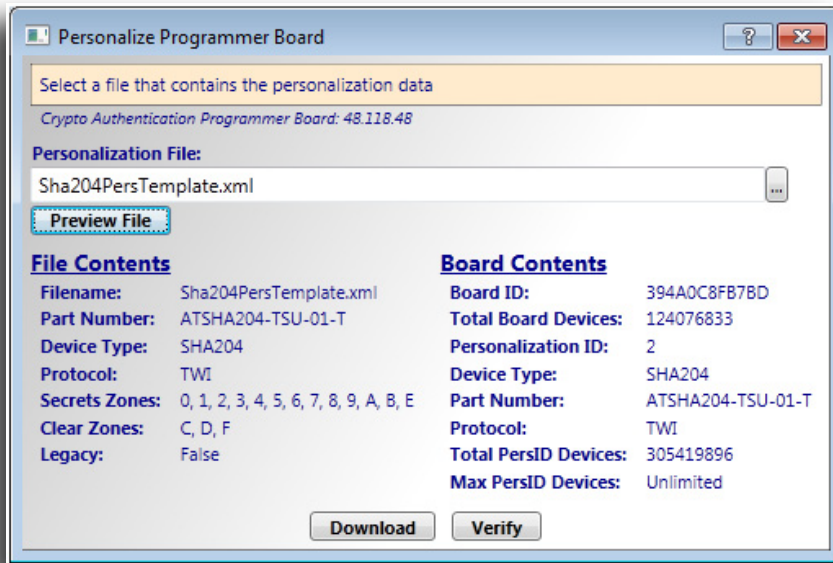 Personalize Programmer Board
Select a file that contains the personalization data
Crypto Authentication Programmer Board: 48.118.48
Personalization File:
Sha204PersTemplate.xml
...
Preview File
File Contents
Filename: Sha204PersTemplate.xml
Part Number: ATSHA204-TSU-01-T
Device Type: SHA204
Protocol: TWI
Secrets Zones: 0, 1, 2, 3, 4, 5, 6, 7, 8, 9, A, B, E
Clear Zones: C, D, F
Legacy: False
Board Contents
Board ID: 394A0C8FB7BD
Total Board Devices: 124076833
Personalization ID: 2
Device Type: SHA204
Part Number: ATSHA204-TSU-01-T
Protocol: TWI
Total PersID Devices: 305419896
Max PersID Devices: Unlimited
Download Verify